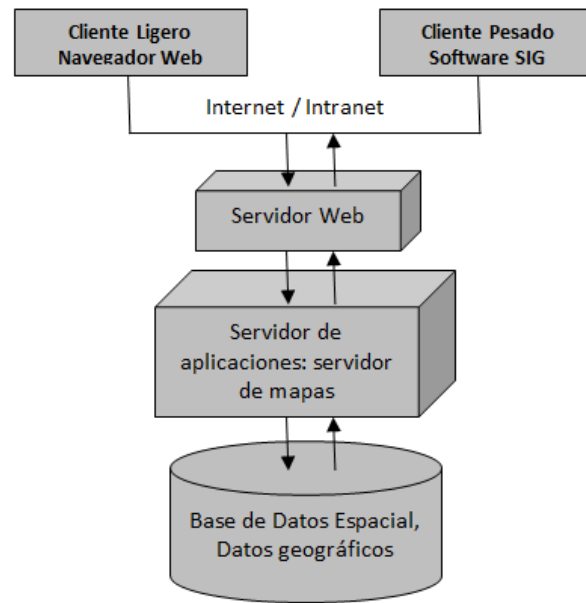 Cliente Ligero
Navegador Web
Cliente Pesado
Software SIG
Internet / Intranet
Servidor Web
Servidor de
aplicaciones: servidor
de mapas
Base de Datos Espacial,
Datos geográficos